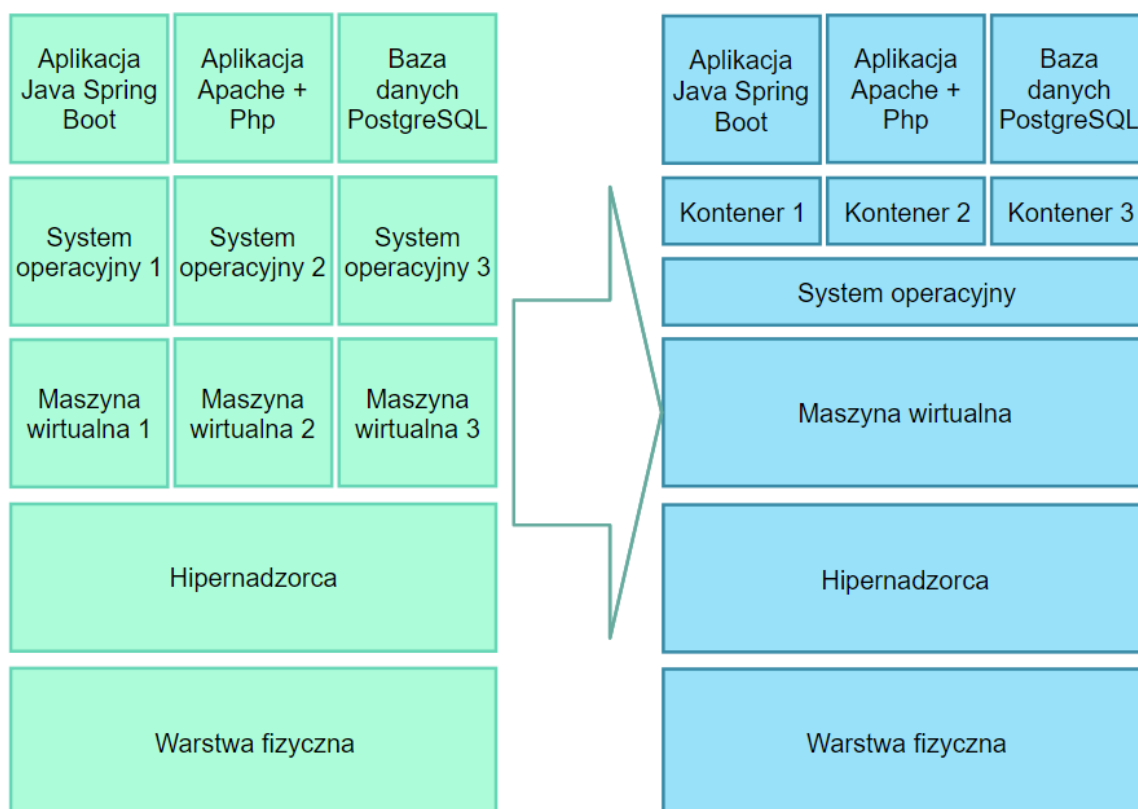 Aplikacja
Java Spring
Boot
Aplikacja
Apache +
Php
Baza
danych
PostgreSQL
System
operacyjny 1
System
operacyjny 2
System
operacyjny 3
Maszyna
wirtualna 1
Maszyna
wirtualna 2
Maszyna
wirtualna 3
Hipernadzorca
Warstwa fizyczna
Aplikacja
Java Spring
Boot
Aplikacja
Apache +
Php
Baza
danych
PostgreSQL
Kontener 1
Kontener 2
Kontener 3
System operacyjny
Maszyna wirtualna
Hipernadzorca
Warstwa fizyczna